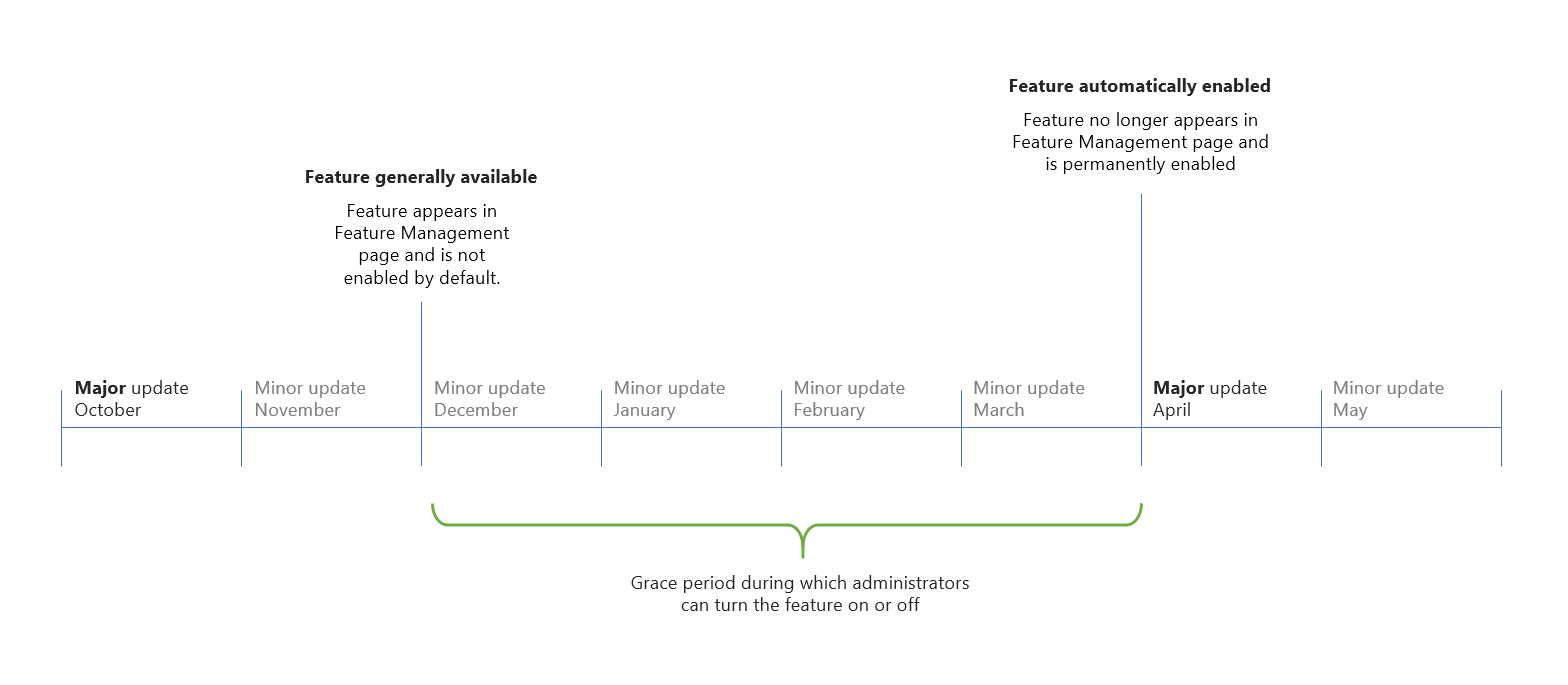 Feature automatically enabled
Feature no longer appears in
Feature Management page and
is permanently enabled
Feature generally available
Feature appears in
Feature Management
page and is not
enabled by default.
Major update
October
Minor update
November
Minor update
December
Minor update
January
Minor update
February
Minor update
March
Major update
April
Minor update
May
Grace period during which administrators
can turn the feature on or off